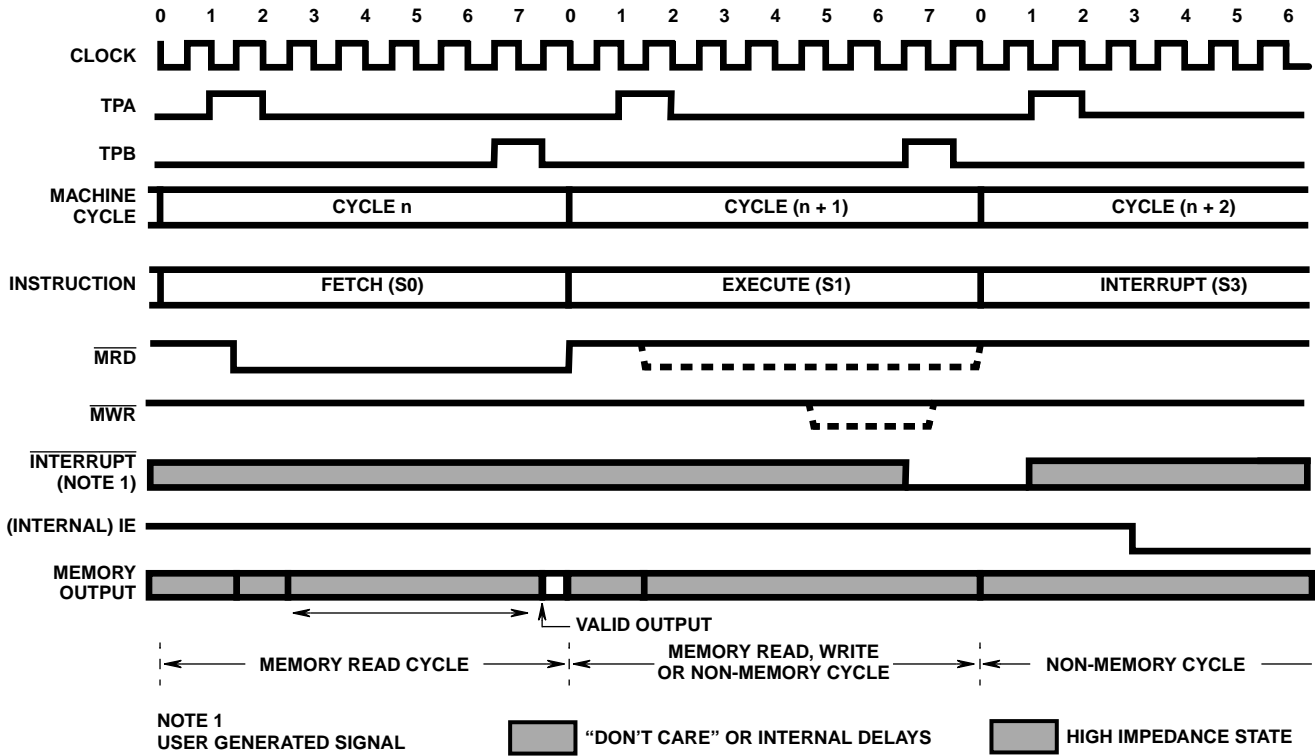 0 1 2 3 4 5 6 7 0 1 2 3 4 5 6 7 0 1 2 3 4 5 6
CLOCK
TPA
TPB
MACHINE
CYCLE
CYCLE n
CYCLE (n + 1)
CYCLE (n + 2)
INSTRUCTION
FETCH (S0)
EXECUTE (S1)
INTERRUPT (S3)
MRD
MWR
INTERRUPT
(NOTE 1)
(INTERNAL) IE
MEMORY
OUTPUT
VALID OUTPUT
MEMORY READ CYCLE
MEMORY READ, WRITE
OR NON-MEMORY CYCLE
NON-MEMORY CYCLE
NOTE 1
USER GENERATED SIGNAL
“DON'T CARE” OR INTERNAL DELAYS
HIGH IMPEDANCE STATE